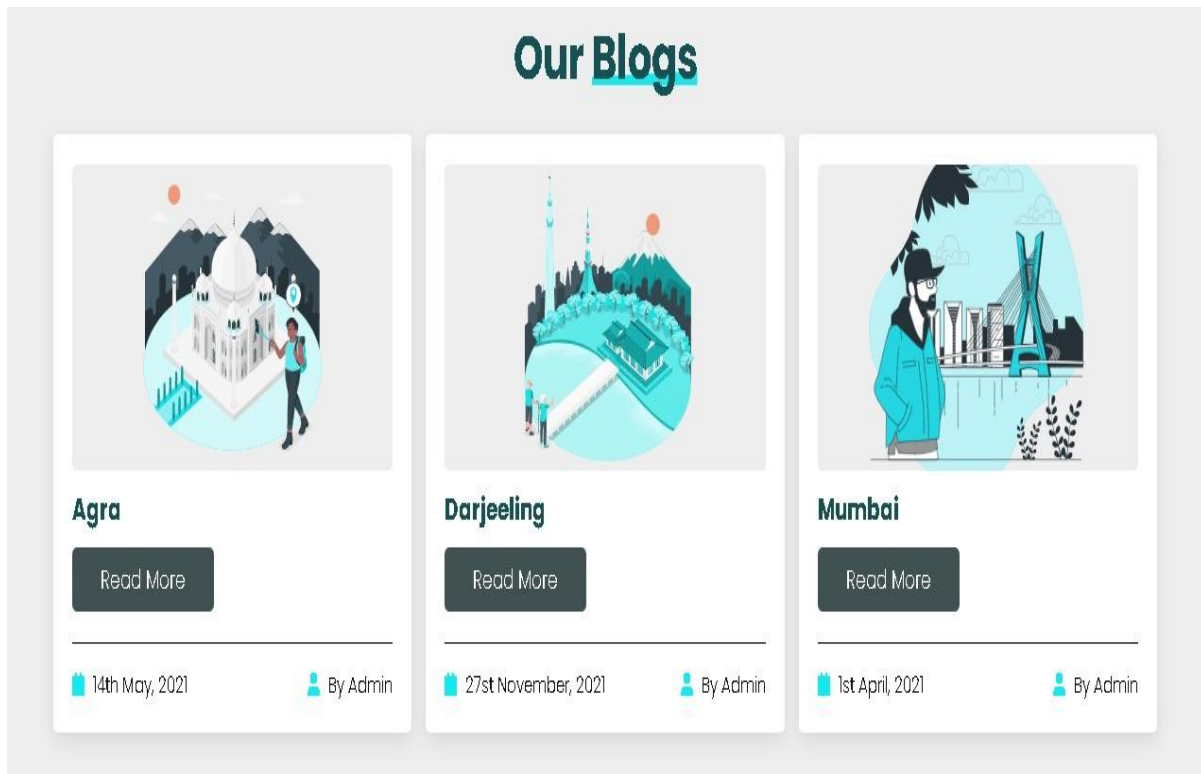 Our Blogs
Agra
Read More
14th May, 2021 By Admin
Darjeeling
Read More
27st November, 2021 By Admin
Mumbai
Read More
1st April, 2021 By Admin